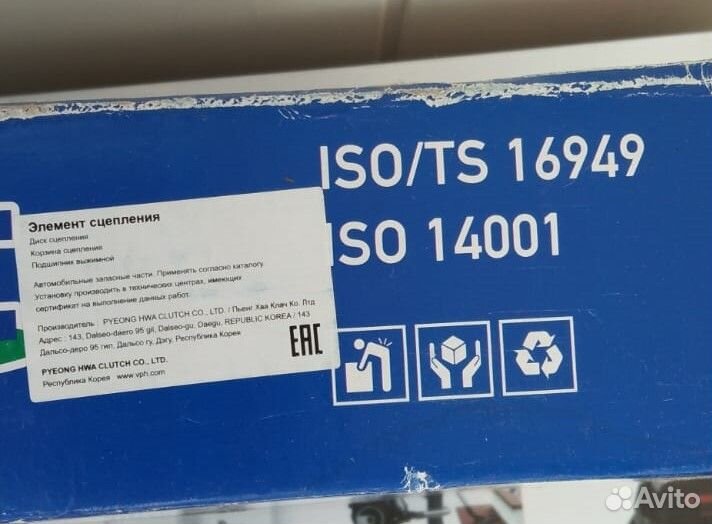 ISO/TS 16949
ISO 14001
Элемент сцепления
Диск сцепления
Корзина сцепления
Подшипник выжимной
Автомобильные запасные части. Применять согласно каталогу.
Установку производить в технических центрах, имеющих
сертификат на выполнение данных работ.
Производитель : PYEONG HWA CLUTCH CO., LTD. / Пьенг Хва Клач Ко. Лтд
Адрес : 143, Dalseo-daero 95 gil, Dalseo-gu, Daegu, REPUBLIC KOREA / 143
Дальсо-деро 95 гил, Дальсо гу, Дэгу, Республика Корея
PYEONG HWA CLUTCH CO., LTD.
Республика Корея www.vph.com
EAC
Avito